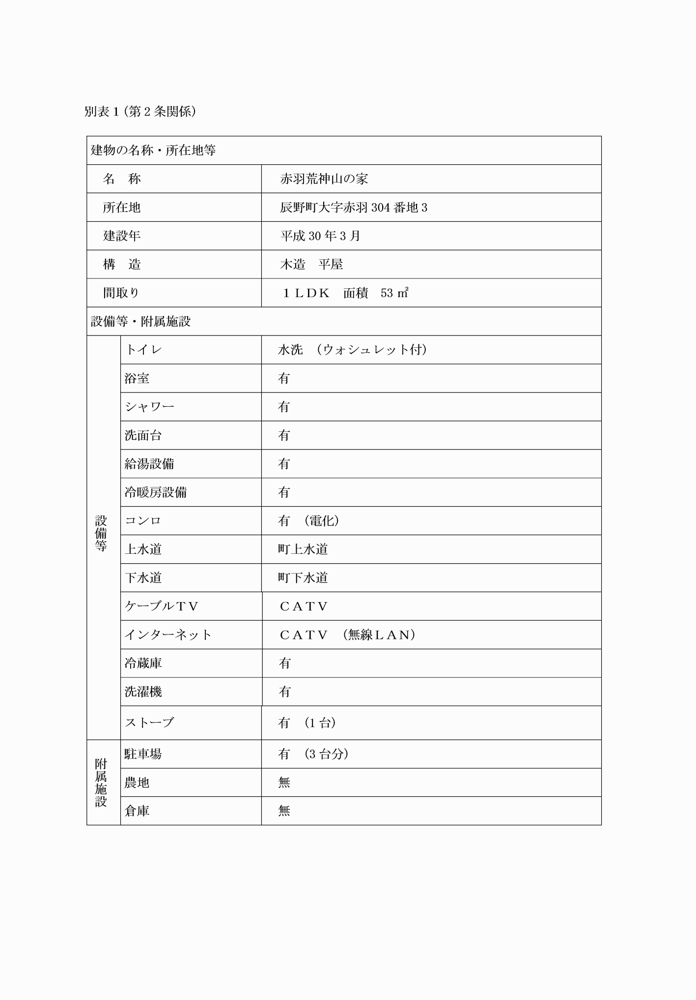 別表１(第２条関係)
建物の名称・所在地等
名　称　赤羽荒神山の家
所在地　辰野町大字赤羽 304 番地 3
建設年　平成 30 年 3 月
構　造　木造　平屋
間取り　１ＬＤＫ　面積　53 ㎡
設備等・附属施設
設備等
トイレ　水洗　（ウォシュレット付）
浴室　有
シャワー　有
洗面台　有
給湯設備　有
冷暖房設備　有
コンロ　有　（電化）
上水道　町上水道
下水道　町下水道
ケーブルＴＶ　ＣＡＴＶ
インターネット　ＣＡＴＶ　（無線ＬＡＮ）
冷蔵庫　有
洗濯機　有
ストーブ　有　（1 台）
附属施設
駐車場　有　（3 台分）
農地　無
倉庫　無